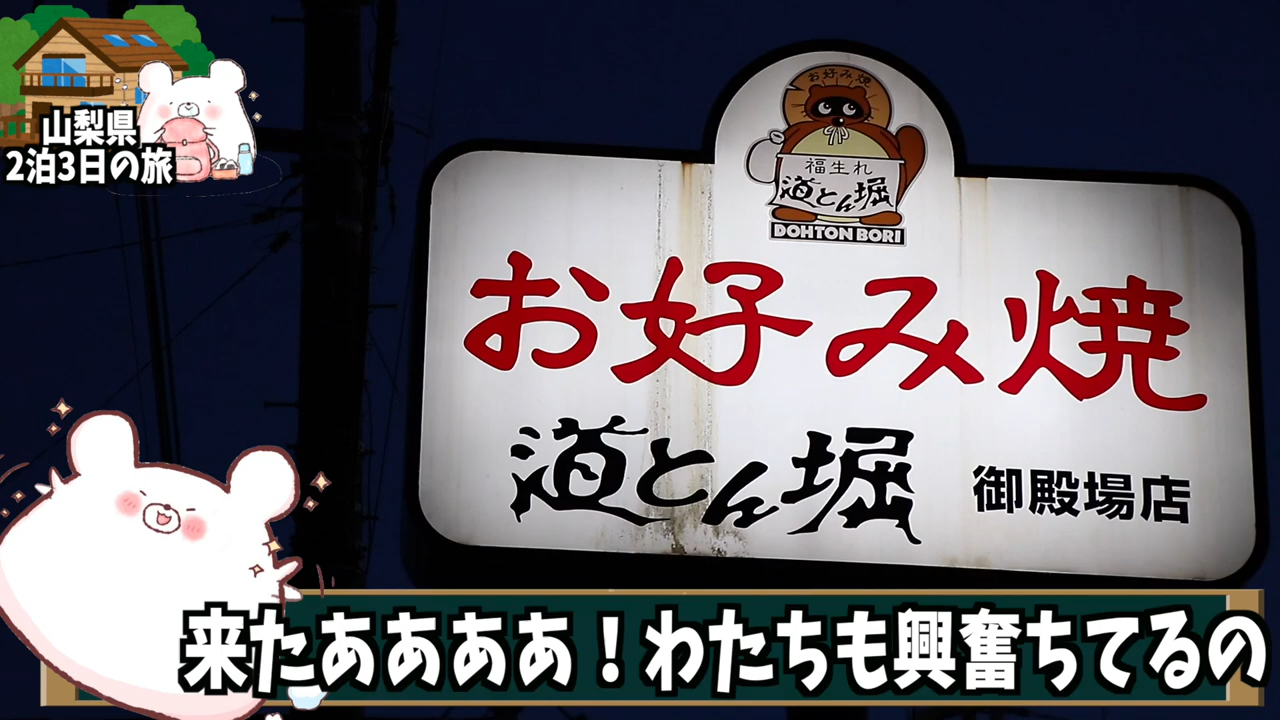 山梨県
2泊3日の旅
お好み焼
福生れ
道とん堀
DOHTON BORI
お好み焼
道とん堀
御殿場店
来たああああ！わたちも興奮ちてるの